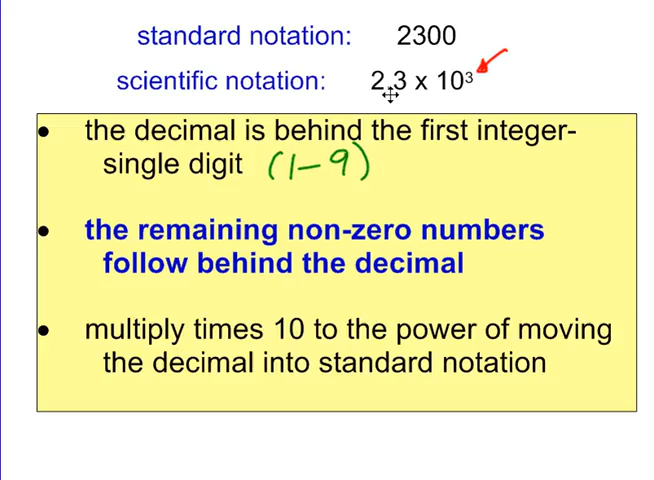 standard notation: 2300
scientific notation: 2.3 x 10³
• the decimal is behind the first integer-
single digit (1-9)
• the remaining non-zero numbers
follow behind the decimal
• multiply times 10 to the power of moving
the decimal into standard notation